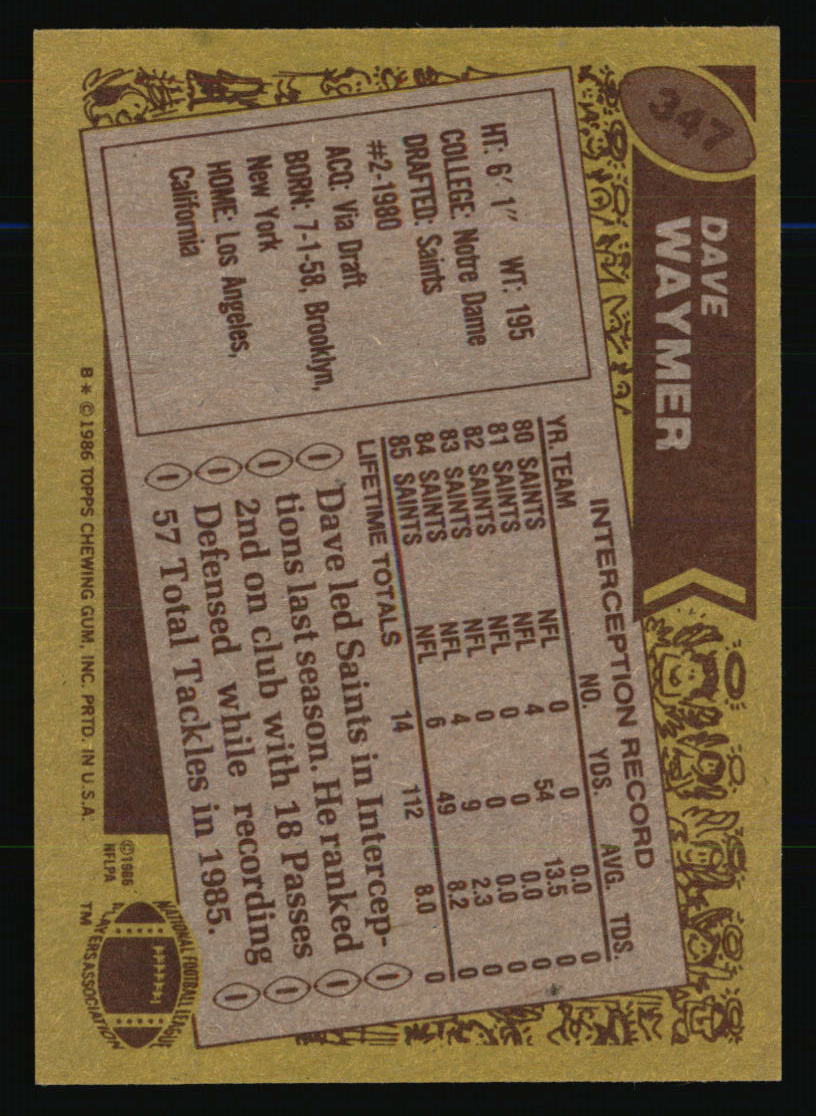 347
DAVE
WAYMER
HT: 6' 1" WT: 195
COLLEGE: Notre Dame
DRAFTED: Saints
#2-1980
ACQ: Via Draft
BORN: 7-1-58, Brooklyn,
New York
HOME: Los Angeles,
California
INTERCEPTION RECORD
YR. TEAM NO. YDS. AVG. TDS.
80 SAINTS NFL 0 0 0.0 0
81 SAINTS NFL 4 54 13.5 0
82 SAINTS NFL 0 0 0.0 0
83 SAINTS NFL 0 0 0.0 0
84 SAINTS NFL 4 9 2.3 0
85 SAINTS NFL 6 49 8.2 0
LIFETIME TOTALS 14 112 8.0 0
Dave led Saints in Intercep-
tions last season. He ranked
2nd on club with 18 Passes
Defensed while recording
57 Total Tackles in 1985.
B * ©1986 TOPPS CHEWING GUM, INC. PRTD. IN U.S.A.
©1986
NFLPA
NATIONAL FOOTBALL LEAGUE
PLAYERS ASSOCIATION
TM